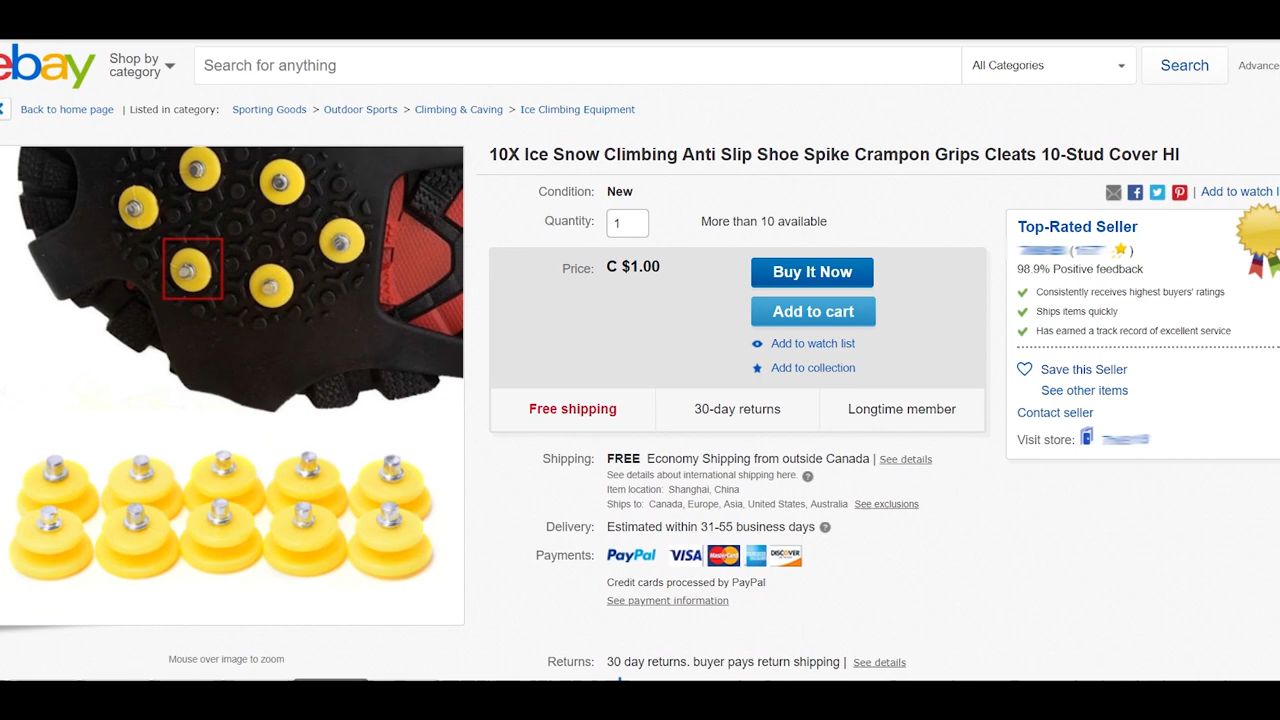 ebay
Shop by
category
Search for anything
All Categories
Search
Advance
Back to home page | Listed in category: Sporting Goods > Outdoor Sports > Climbing & Caving > Ice Climbing Equipment
10X Ice Snow Climbing Anti Slip Shoe Spike Crampon Grips Cleats 10-Stud Cover HI
Condition: New
Quantity: 1 More than 10 available
Price: C $1.00
Buy It Now
Add to cart
Add to watch list
Add to collection
Free shipping 30-day returns Longtime member
Shipping: FREE Economy Shipping from outside Canada | See details
See details about international shipping here. ?
Item location: Shanghai, China
Ships to: Canada, Europe, Asia, United States, Australia See exclusions
Delivery: Estimated within 31-55 business days ?
Payments: PayPal VISA MasterCard DISCOVER
Credit cards processed by PayPal
See payment information
Returns: 30 day returns. buyer pays return shipping | See details
| Add to watch l
Top-Rated Seller
98.9% Positive feedback
Consistently receives highest buyers' ratings
Ships items quickly
Has earned a track record of excellent service
Save this Seller
See other items
Contact seller
Visit store:
Mouse over image to zoom